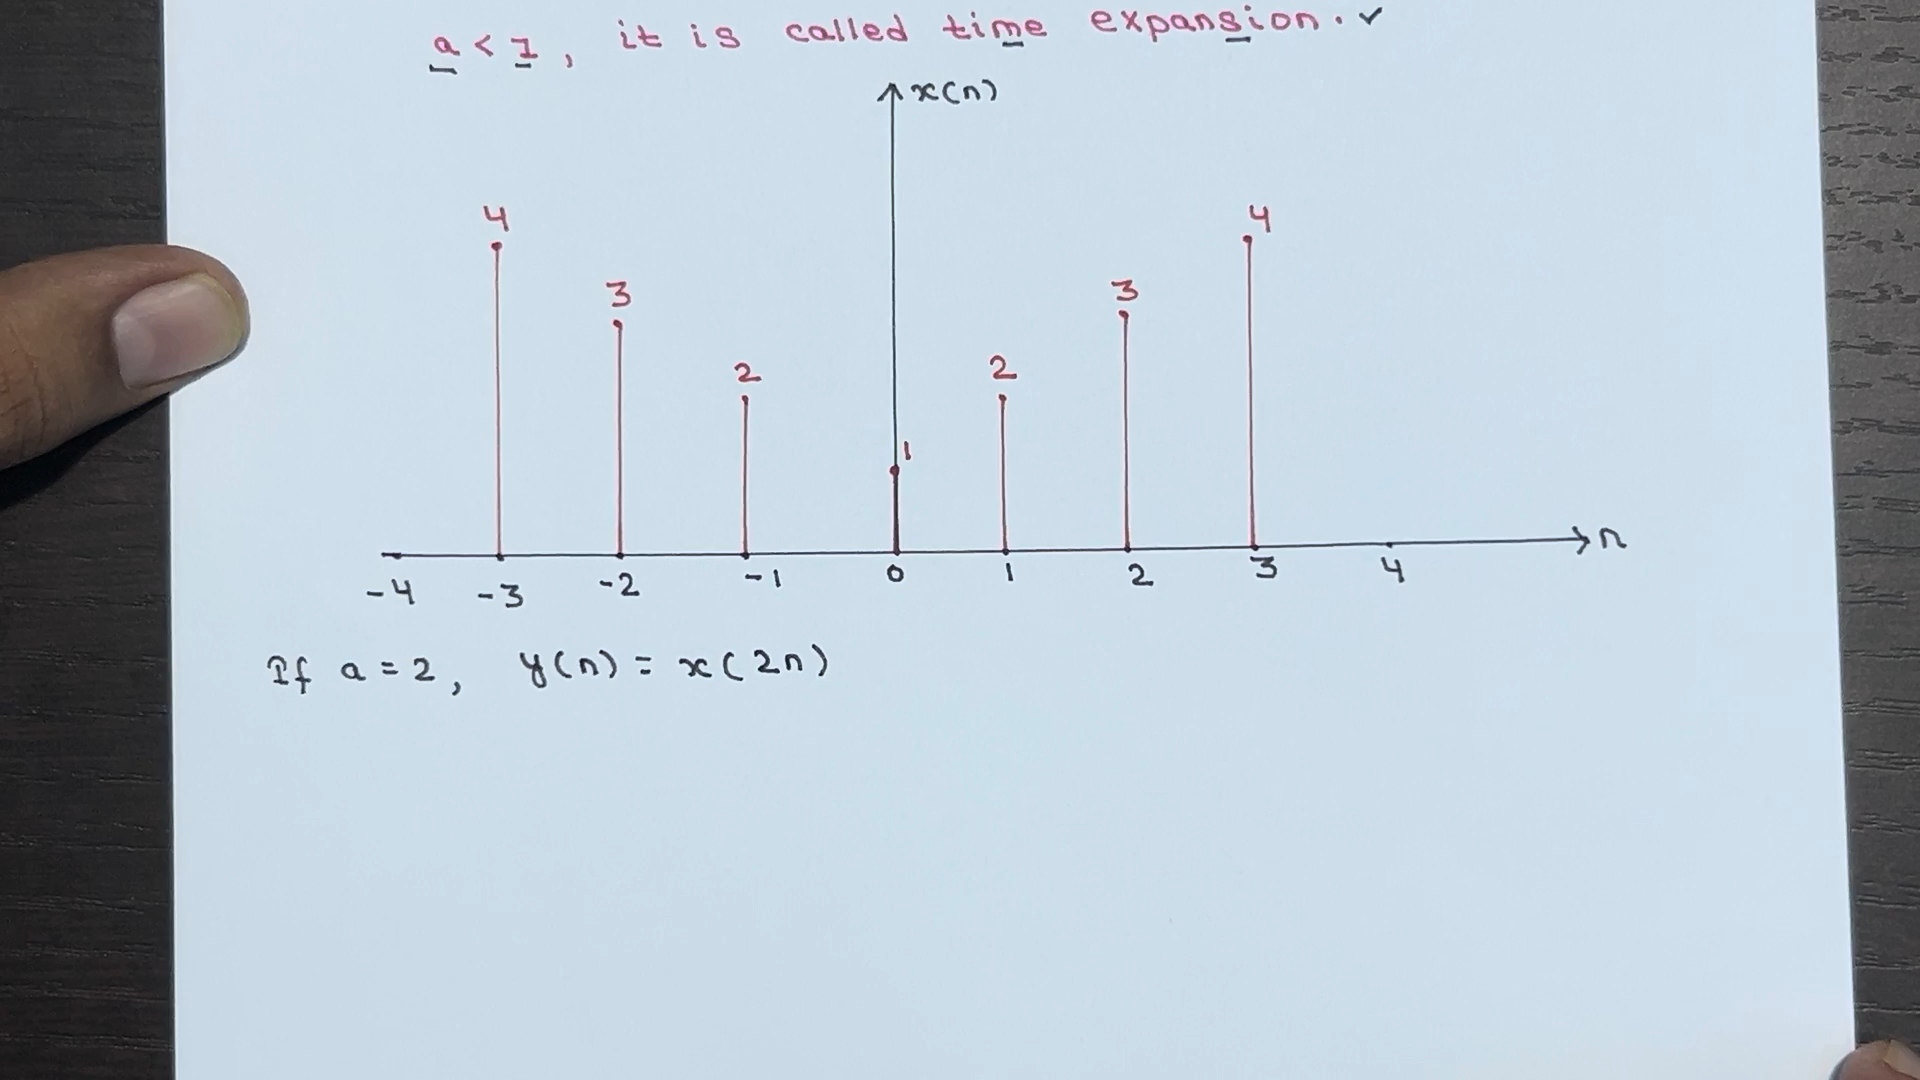 a < 1, it is called time expansion. ✓
x(n)
4 4
3 3
2 2
1
-4 -3 -2 -1 0 1 2 3 4 n
If a = 2, y(n) = x(2n)